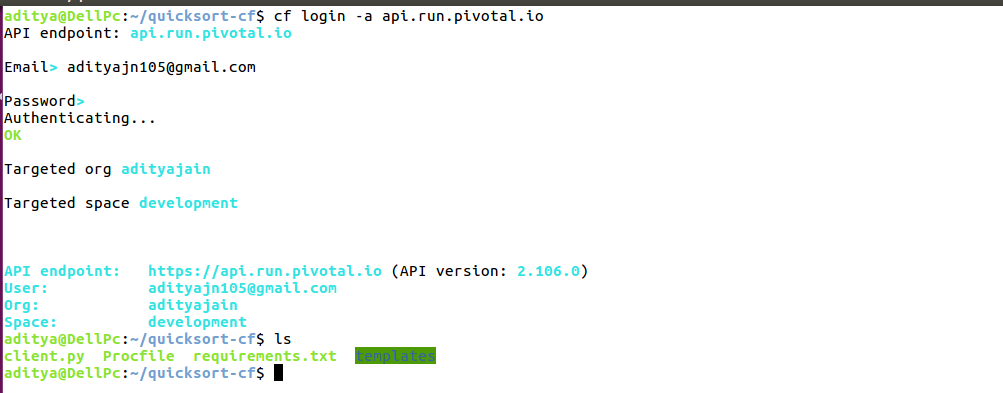 aditya@DellPc:~/quicksort-cf$ cf login -a api.run.pivotal.io
API endpoint: api.run.pivotal.io
Email> adityajn105@gmail.com
Password>
Authenticating...
OK
Targeted org adityajain
Targeted space development
API endpoint:   https://api.run.pivotal.io (API version: 2.106.0)
User:           adityajn105@gmail.com
Org:            adityajain
Space:          development
aditya@DellPc:~/quicksort-cf$ ls
client.py  Procfile  requirements.txt  templates
aditya@DellPc:~/quicksort-cf$